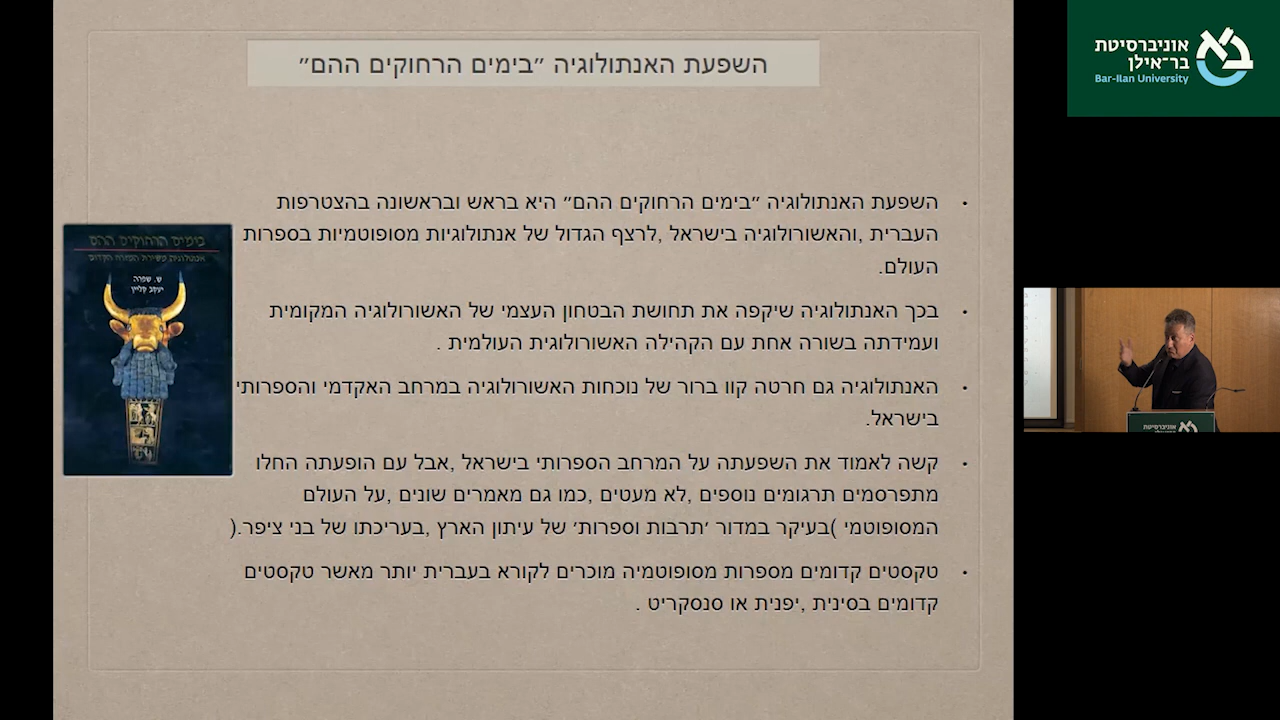 השפעת האנתולוגיה ״בימים הרחוקים ההם״
• השפעת האנתולוגיה ״בימים הרחוקים ההם״ היא בראש ובראשונה בהצטרפות
העברית ,והאשורולוגיה בישראל ,לרצף הגדול של אנתולוגיות מסופוטמיות בספרות
העולם.
• בכך האנתולוגיה שיקפה את תחושת הבטחון העצמי של האשורולוגיה המקומית
ועמידתה בשורה אחת עם הקהילה האשורולוגית העולמית .
• האנתולוגיה גם חרטה קוו ברור של נוכחות האשורולוגיה במרחב האקדמי והספרותי
בישראל.
• קשה לאמוד את השפעתה על המרחב הספרותי בישראל ,אבל עם הופעתה החלו
מתפרסמים תרגומים נוספים ,לא מעטים ,כמו גם מאמרים שונים ,על העולם
המסופוטמי )בעיקר במדור ׳תרבות וספרות׳ של עיתון הארץ ,בעריכתו של בני ציפר.(
• טקסטים קדומים מספרות מסופוטמיה מוכרים לקורא בעברית יותר מאשר טקסטים
קדומים בסינית ,יפנית או סנסקריט .
בימים הרחוקים ההם
אנתולוגיה משירת המזרח הקדום
ש. שפרה
יעקב קליין
אוניברסיטת
בר־אילן
Bar-Ilan University
אוניברסיטת